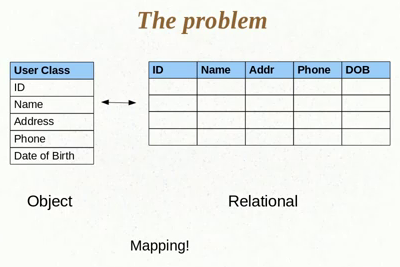 The problem
User Class
ID
Name
Address
Phone
Date of Birth
ID Name Addr Phone DOB
Object
Relational
Mapping!